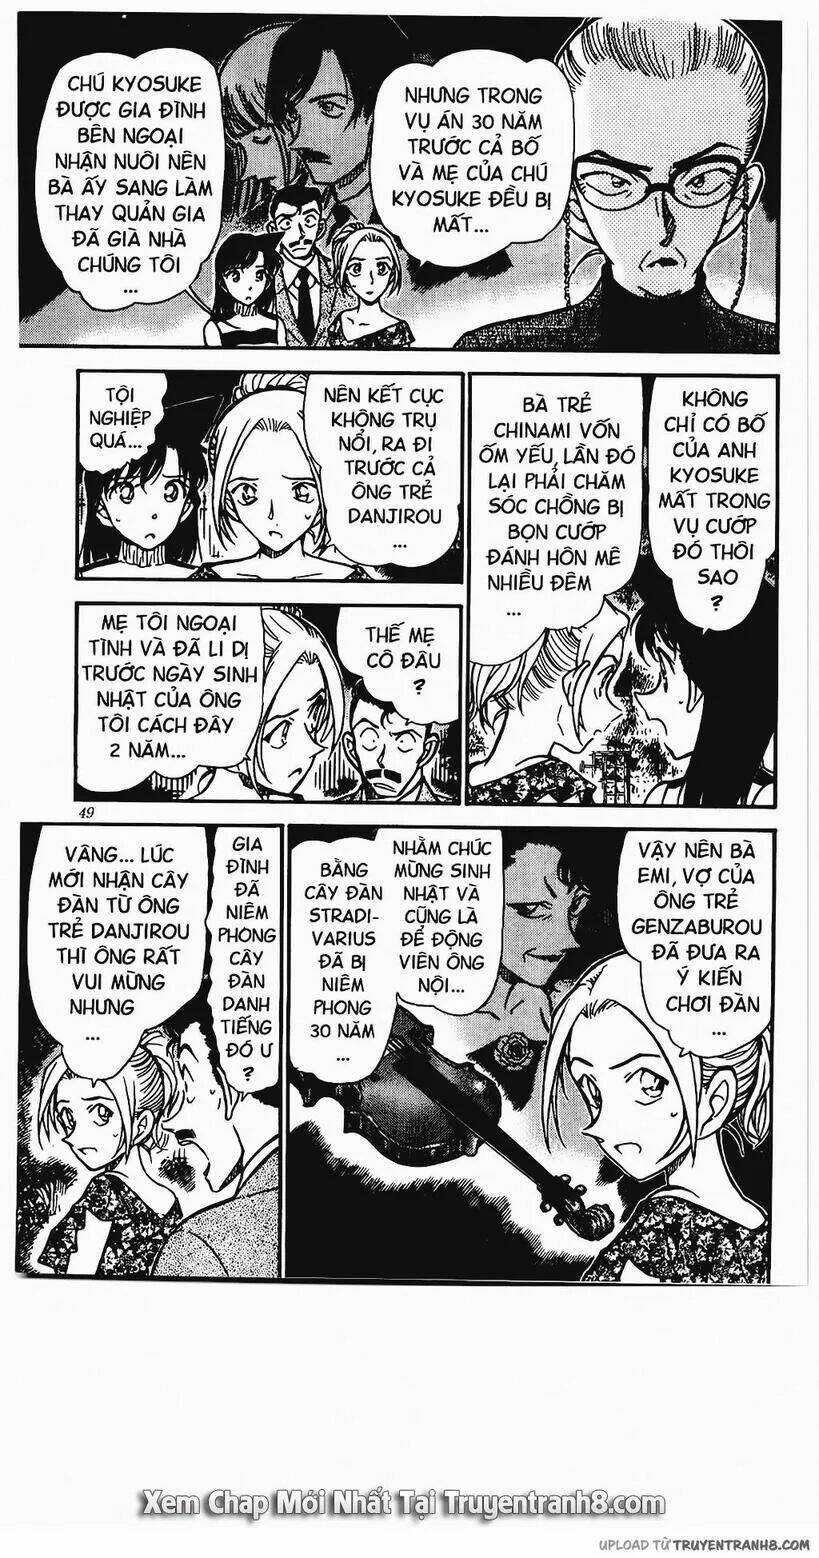 NHƯNG TRONG
VỤ ÁN 30 NĂM
TRƯỚC CẢ BỐ
VÀ MẸ CỦA CHÚ
KYOSUKE ĐỀU BỊ
MẤT...
CHÚ KYOSUKE
ĐƯỢC GIA ĐÌNH
BÊN NGOẠI
NHẬN NUÔI NÊN
BÀ ẤY SANG LÀM
THAY QUẢN GIA
ĐÃ GIÀ NHÀ
CHÚNG TÔI
...
KHÔNG
CHỈ CÓ BỐ
CỦA ANH
KYOSUKE
MẤT TRONG
VỤ CƯỚP
ĐÓ THÔI
SAO
?
BÀ TRẺ
CHINAMI VỐN
ỐM YẾU, LẦN ĐÓ
LẠI PHẢI CHĂM
SÓC CHỒNG BỊ
BỌN CƯỚP
ĐÁNH HÔN MÊ
NHIỀU ĐÊM
...
NÊN KẾT CỤC
KHÔNG TRỤ
NỔI, RA ĐI
TRƯỚC CẢ
ÔNG TRẺ
DANJIROU
...
TỘI
NGHIỆP
QUÁ...
THẾ MẸ
CÔ ĐÂU
?
MẸ TÔI NGOẠI
TÌNH VÀ ĐÃ LI DỊ
TRƯỚC NGÀY SINH
NHẬT CỦA ÔNG
TÔI CÁCH ĐÂY
2 NĂM...
49
VẬY NÊN BÀ
EMI, VỢ CỦA
ÔNG TRẺ
GENZABUROU
ĐÃ ĐƯA RA
Ý KIẾN
CHƠI ĐÀN
...
NHẰM CHÚC
MỪNG SINH
NHẬT VÀ
CŨNG LÀ
ĐỂ ĐỘNG
VIÊN ÔNG
NỘI...
BẰNG
CÂY ĐÀN
STRADI-
VARIUS
ĐÃ BỊ
NIÊM
PHONG
30 NĂM
...
GIA
ĐÌNH
ĐÃ
NIÊM
PHONG
CÂY
ĐÀN
DANH
TIẾNG
ĐÓ Ư
?
VÂNG... LÚC
MỚI NHẬN CÂY
ĐÀN TỪ ÔNG
TRẺ DANJIROU
THÌ ÔNG RẤT
VUI MỪNG
NHƯNG
...
Xem Chap Mới Nhất Tại Truyentranh8.com
UPLOAD TỪ TRUYENTRANH8.COM